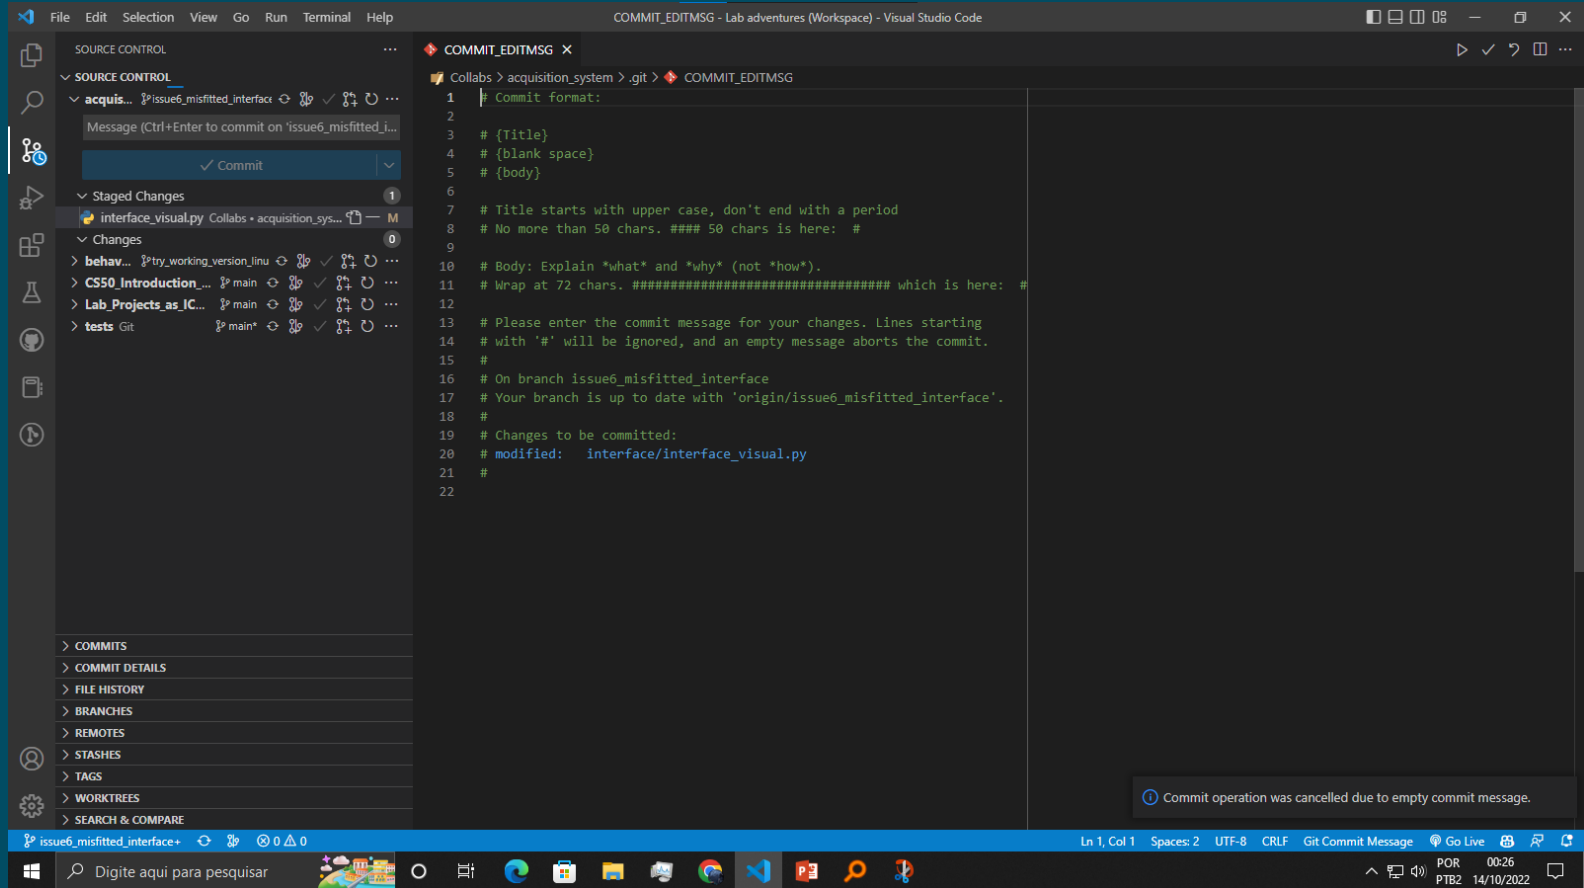 File Edit Selection View Go Run Terminal Help
COMMIT_EDITMSG - Lab adventures (Workspace) - Visual Studio Code
SOURCE CONTROL
SOURCE CONTROL
acquis... issue6_misfitted_interface
Message (Ctrl+Enter to commit on 'issue6_misfitted_i...
Commit
Staged Changes 1
interface_visual.py Collabs • acquisition_sys... M
Changes 0
behav... try_working_version_linu
CS50_Introduction_... main
Lab_Projects_as_IC... main
tests Git main*
COMMITS
COMMIT DETAILS
FILE HISTORY
BRANCHES
REMOTES
STASHES
TAGS
WORKTREES
SEARCH & COMPARE
COMMIT_EDITMSG
Collabs > acquisition_system > .git > COMMIT_EDITMSG
1 # Commit format:
2
3 # {Title}
4 # {blank space}
5 # {body}
6
7 # Title starts with upper case, don't end with a period
8 # No more than 50 chars. #### 50 chars is here:  #
9
10 # Body: Explain *what* and *why* (not *how*).
11 # Wrap at 72 chars. ################################## which is here:  #
12
13 # Please enter the commit message for your changes. Lines starting
14 # with '#' will be ignored, and an empty message aborts the commit.
15 #
16 # On branch issue6_misfitted_interface
17 # Your branch is up to date with 'origin/issue6_misfitted_interface'.
18 #
19 # Changes to be committed:
20 # modified:   interface/interface_visual.py
21 #
22
Commit operation was cancelled due to empty commit message.
issue6_misfitted_interface+ 0 0 Ln 1, Col 1 Spaces: 2 UTF-8 CRLF Git Commit Message Go Live
Digite aqui para pesquisar
POR
PTB2
00:26
14/10/2022